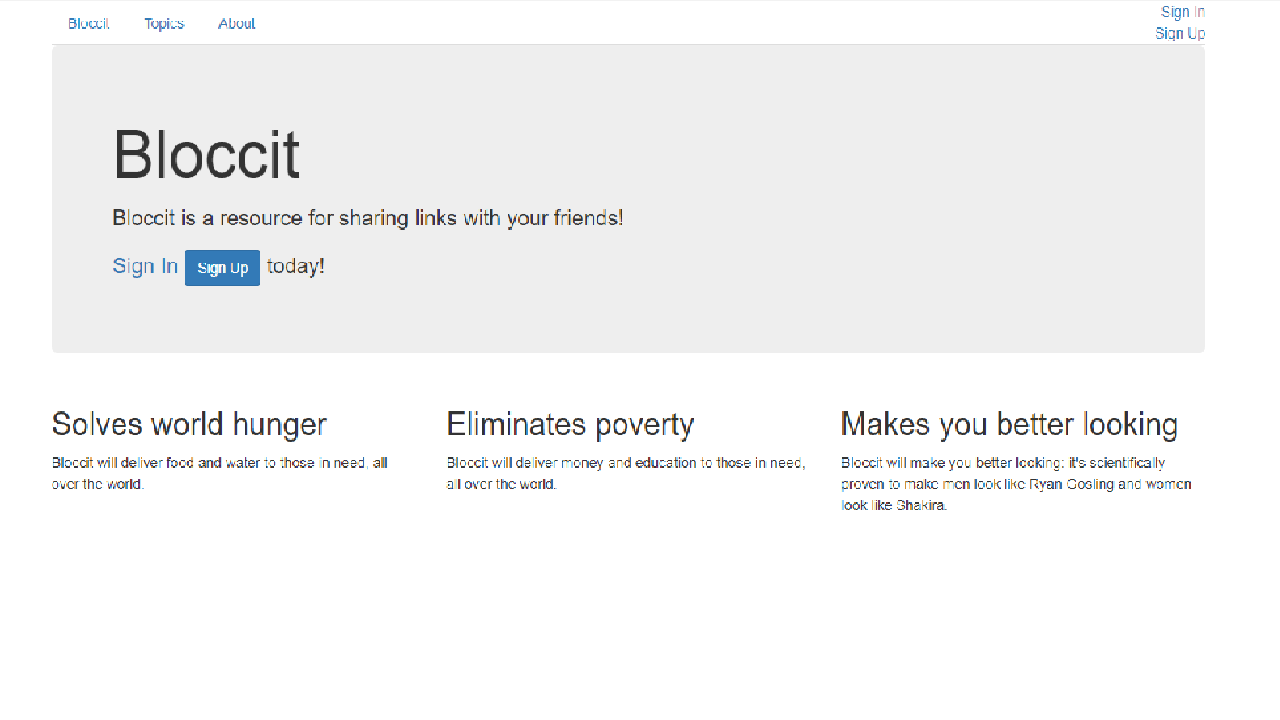 Bloccit Topics About Sign In
Sign Up
Bloccit
Bloccit is a resource for sharing links with your friends!
Sign In Sign Up today!
Solves world hunger
Bloccit will deliver food and water to those in need, all
over the world.
Eliminates poverty
Bloccit will deliver money and education to those in need,
all over the world.
Makes you better looking
Bloccit will make you better looking: it's scientifically
proven to make men look like Ryan Gosling and women
look like Shakira.